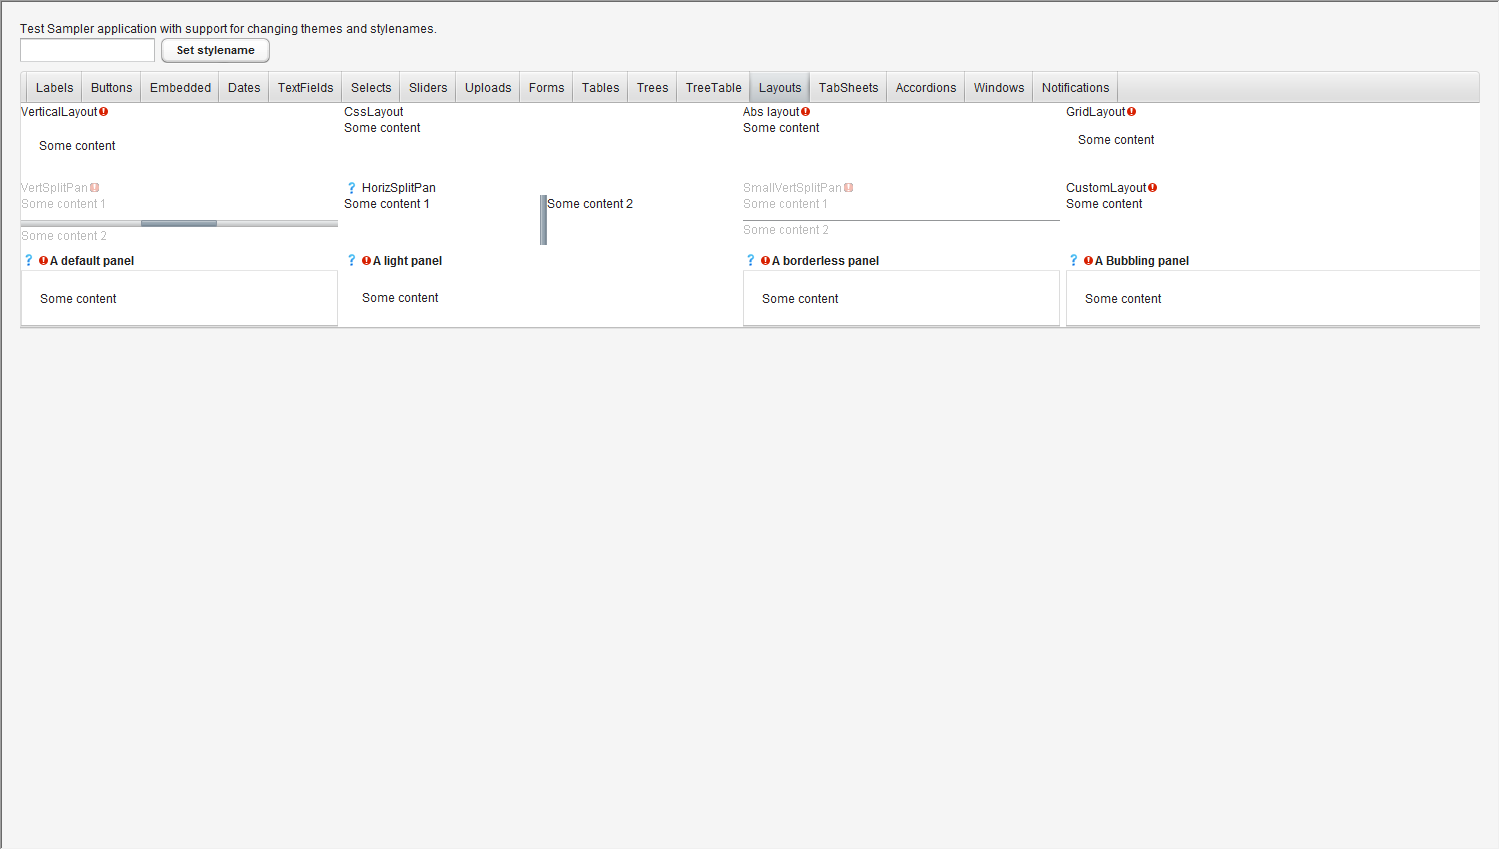 Test Sampler application with support for changing themes and stylenames.
Set stylename
Labels Buttons Embedded Dates TextFields Selects Sliders Uploads Forms Tables Trees TreeTable Layouts TabSheets Accordions Windows Notifications
VerticalLayout CssLayout Abs layout GridLayout
Some content Some content
Some content Some content
VertSplitPan ? HorizSplitPan SmallVertSplitPan CustomLayout
Some content 1 Some content 1 Some content 2 Some content 1 Some content
Some content 2 Some content 2
? A default panel ? A light panel ? A borderless panel ? A Bubbling panel
Some content Some content Some content Some content